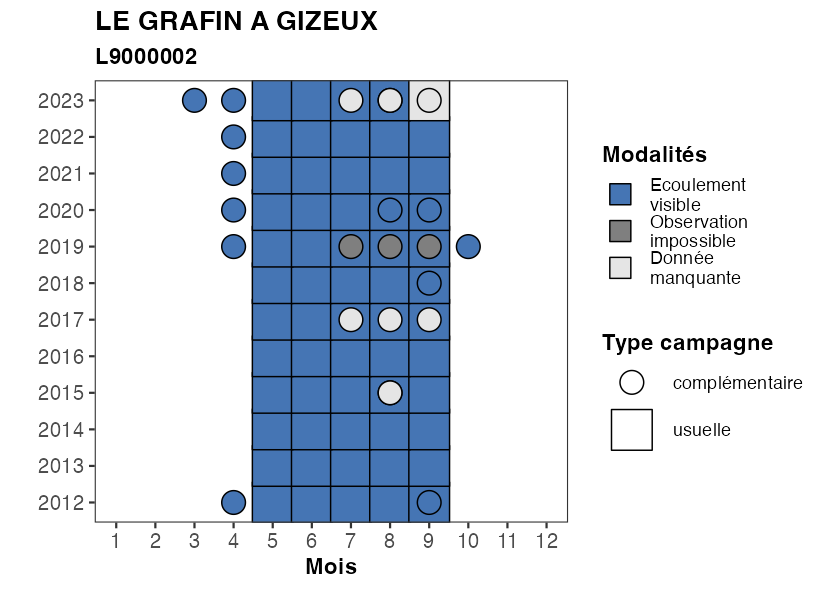 LE GRAFIN A GIZEUX
L9000002
2023
2022
2021
2020
2019
2018
2017
2016
2015
2014
2013
2012
1 2 3 4 5 6 7 8 9 10 11 12
Mois
Modalités
Ecoulement
visible
Observation
impossible
Donnée
manquante
Type campagne
complémentaire
usuelle